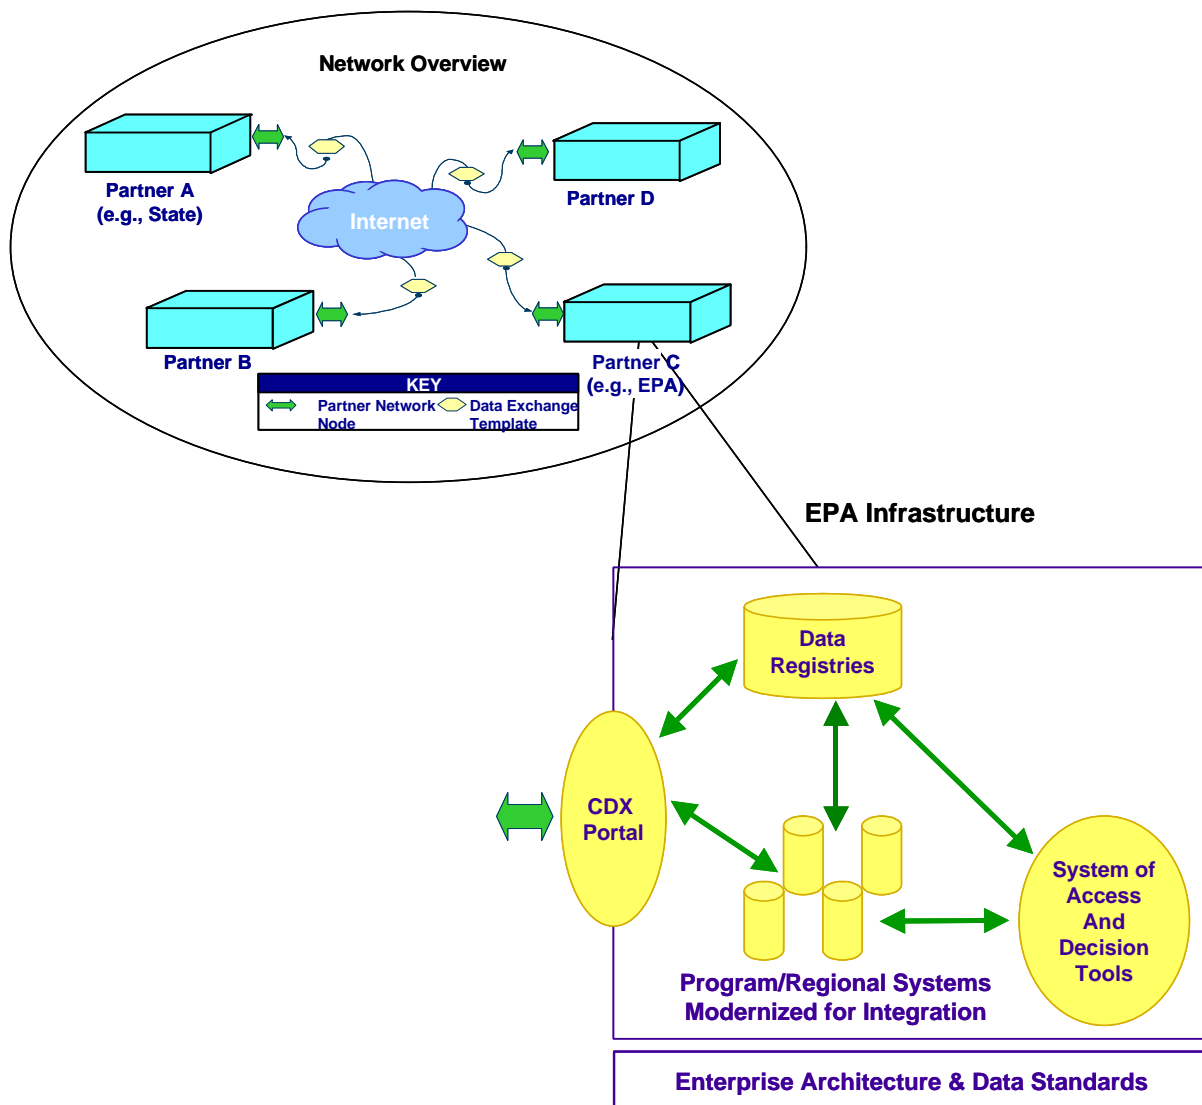 Network Overview
Partner A
(e.g., State)
Partner D
Internet
Partner B
Partner C
(e.g., EPA)
KEY
Partner Network
Node
Data Exchange
Template
EPA Infrastructure
Data
Registries
CDX
Portal
System of
Access
And
Decision
Tools
Program/Regional Systems
Modernized for Integration
Enterprise Architecture & Data Standards